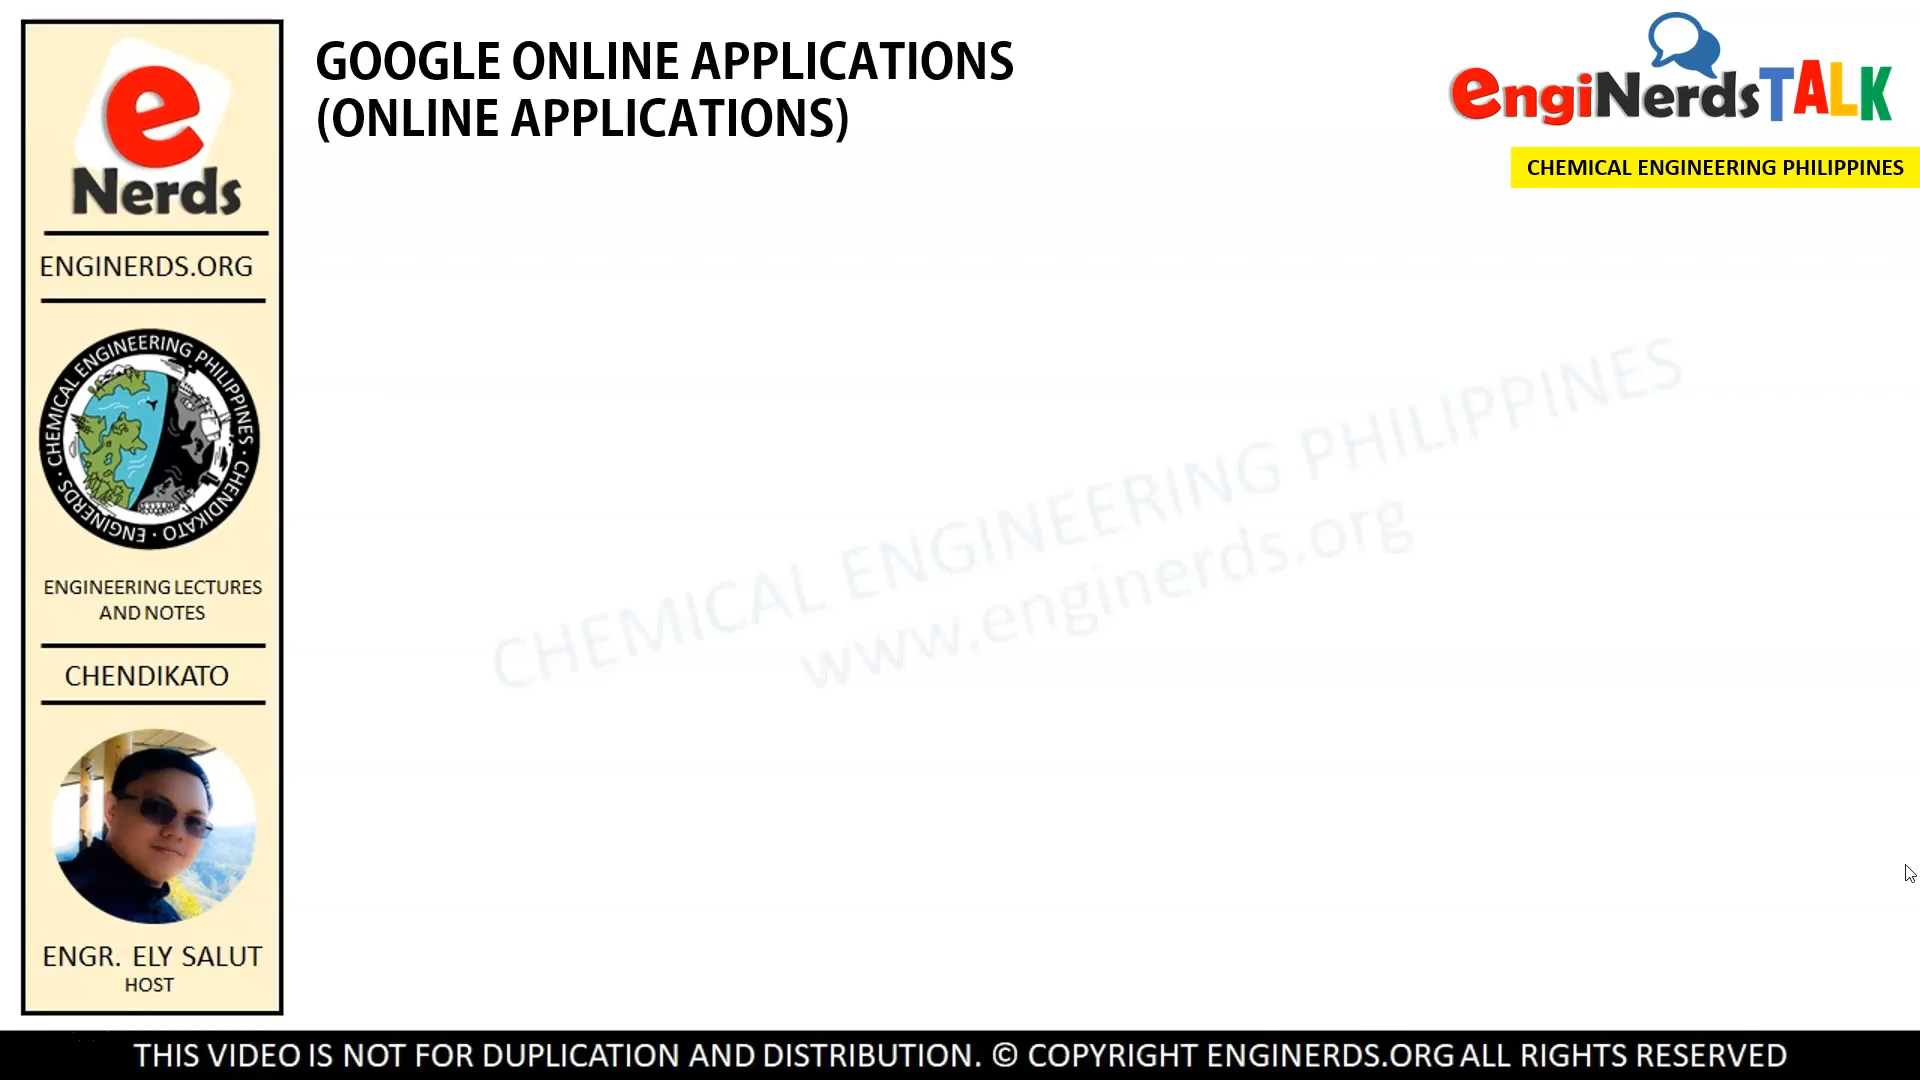 e
Nerds
ENGINERDS.ORG
CHEMICAL ENGINEERING PHILIPPINES · CHENDIKATO · ENGINERDS ·
ENGINEERING LECTURES
AND NOTES
CHENDIKATO
ENGR. ELY SALUT
HOST
GOOGLE ONLINE APPLICATIONS
(ONLINE APPLICATIONS)
engiNerdsTALK
CHEMICAL ENGINEERING PHILIPPINES
CHEMICAL ENGINEERING PHILIPPINES
www.enginerds.org
THIS VIDEO IS NOT FOR DUPLICATION AND DISTRIBUTION. © COPYRIGHT ENGINERDS.ORG ALL RIGHTS RESERVED